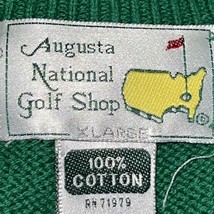 Augusta
National
Golf Shop
®
X LARGE
100%
COTTON
RN 71979